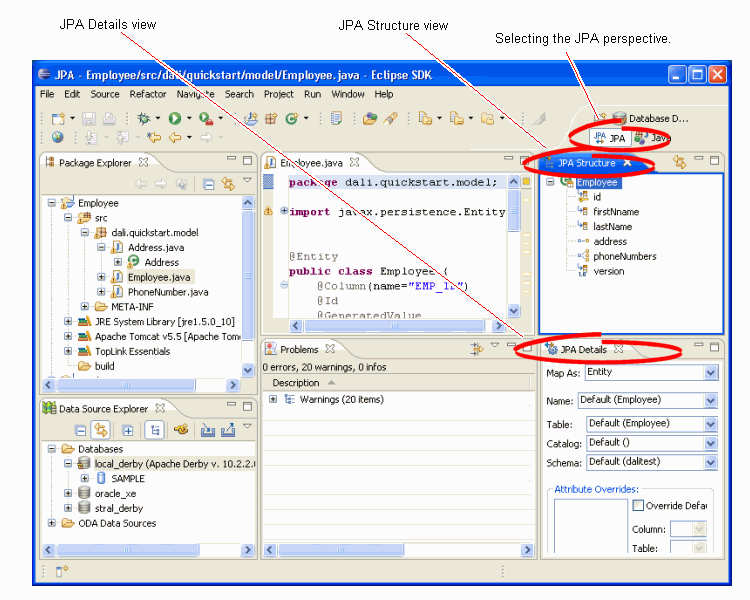 JPA Details view
JPA Structure view
Selecting the JPA perspective.
JPA - Employee/src/dali/quickstart/model/Employee.java - Eclipse SDK
File Edit Source Refactor Navigate Search Project Run Window Help
Database D...
JPA Java
Package Explorer
Employee
src
dali.quickstart.model
Address.java
Address
Employee.java
PhoneNumber.java
META-INF
JRE System Library [jre1.5.0_10]
Apache Tomcat v5.5 [Apache Tom
TopLink Essentials
build
Employee.java
package dali.quickstart.model;
import javax.persistence.Entity
@Entity
public class Employee {
@Column(name="EMP_ID")
@Id
@GeneratedValue
JPA Structure
Employee
id
firstNname
lastName
address
phoneNumbers
version
Data Source Explorer
Databases
local_derby (Apache Derby v. 10.2.2.
SAMPLE
oracle_xe
stral_derby
ODA Data Sources
Problems
0 errors, 20 warnings, 0 infos
Description
Warnings (20 items)
JPA Details
Map As: Entity
Name: Default (Employee)
Table: Default (Employee)
Catalog: Default ()
Schema: Default (dalitest)
Attribute Overrides:
Override Defau
Column:
Table: